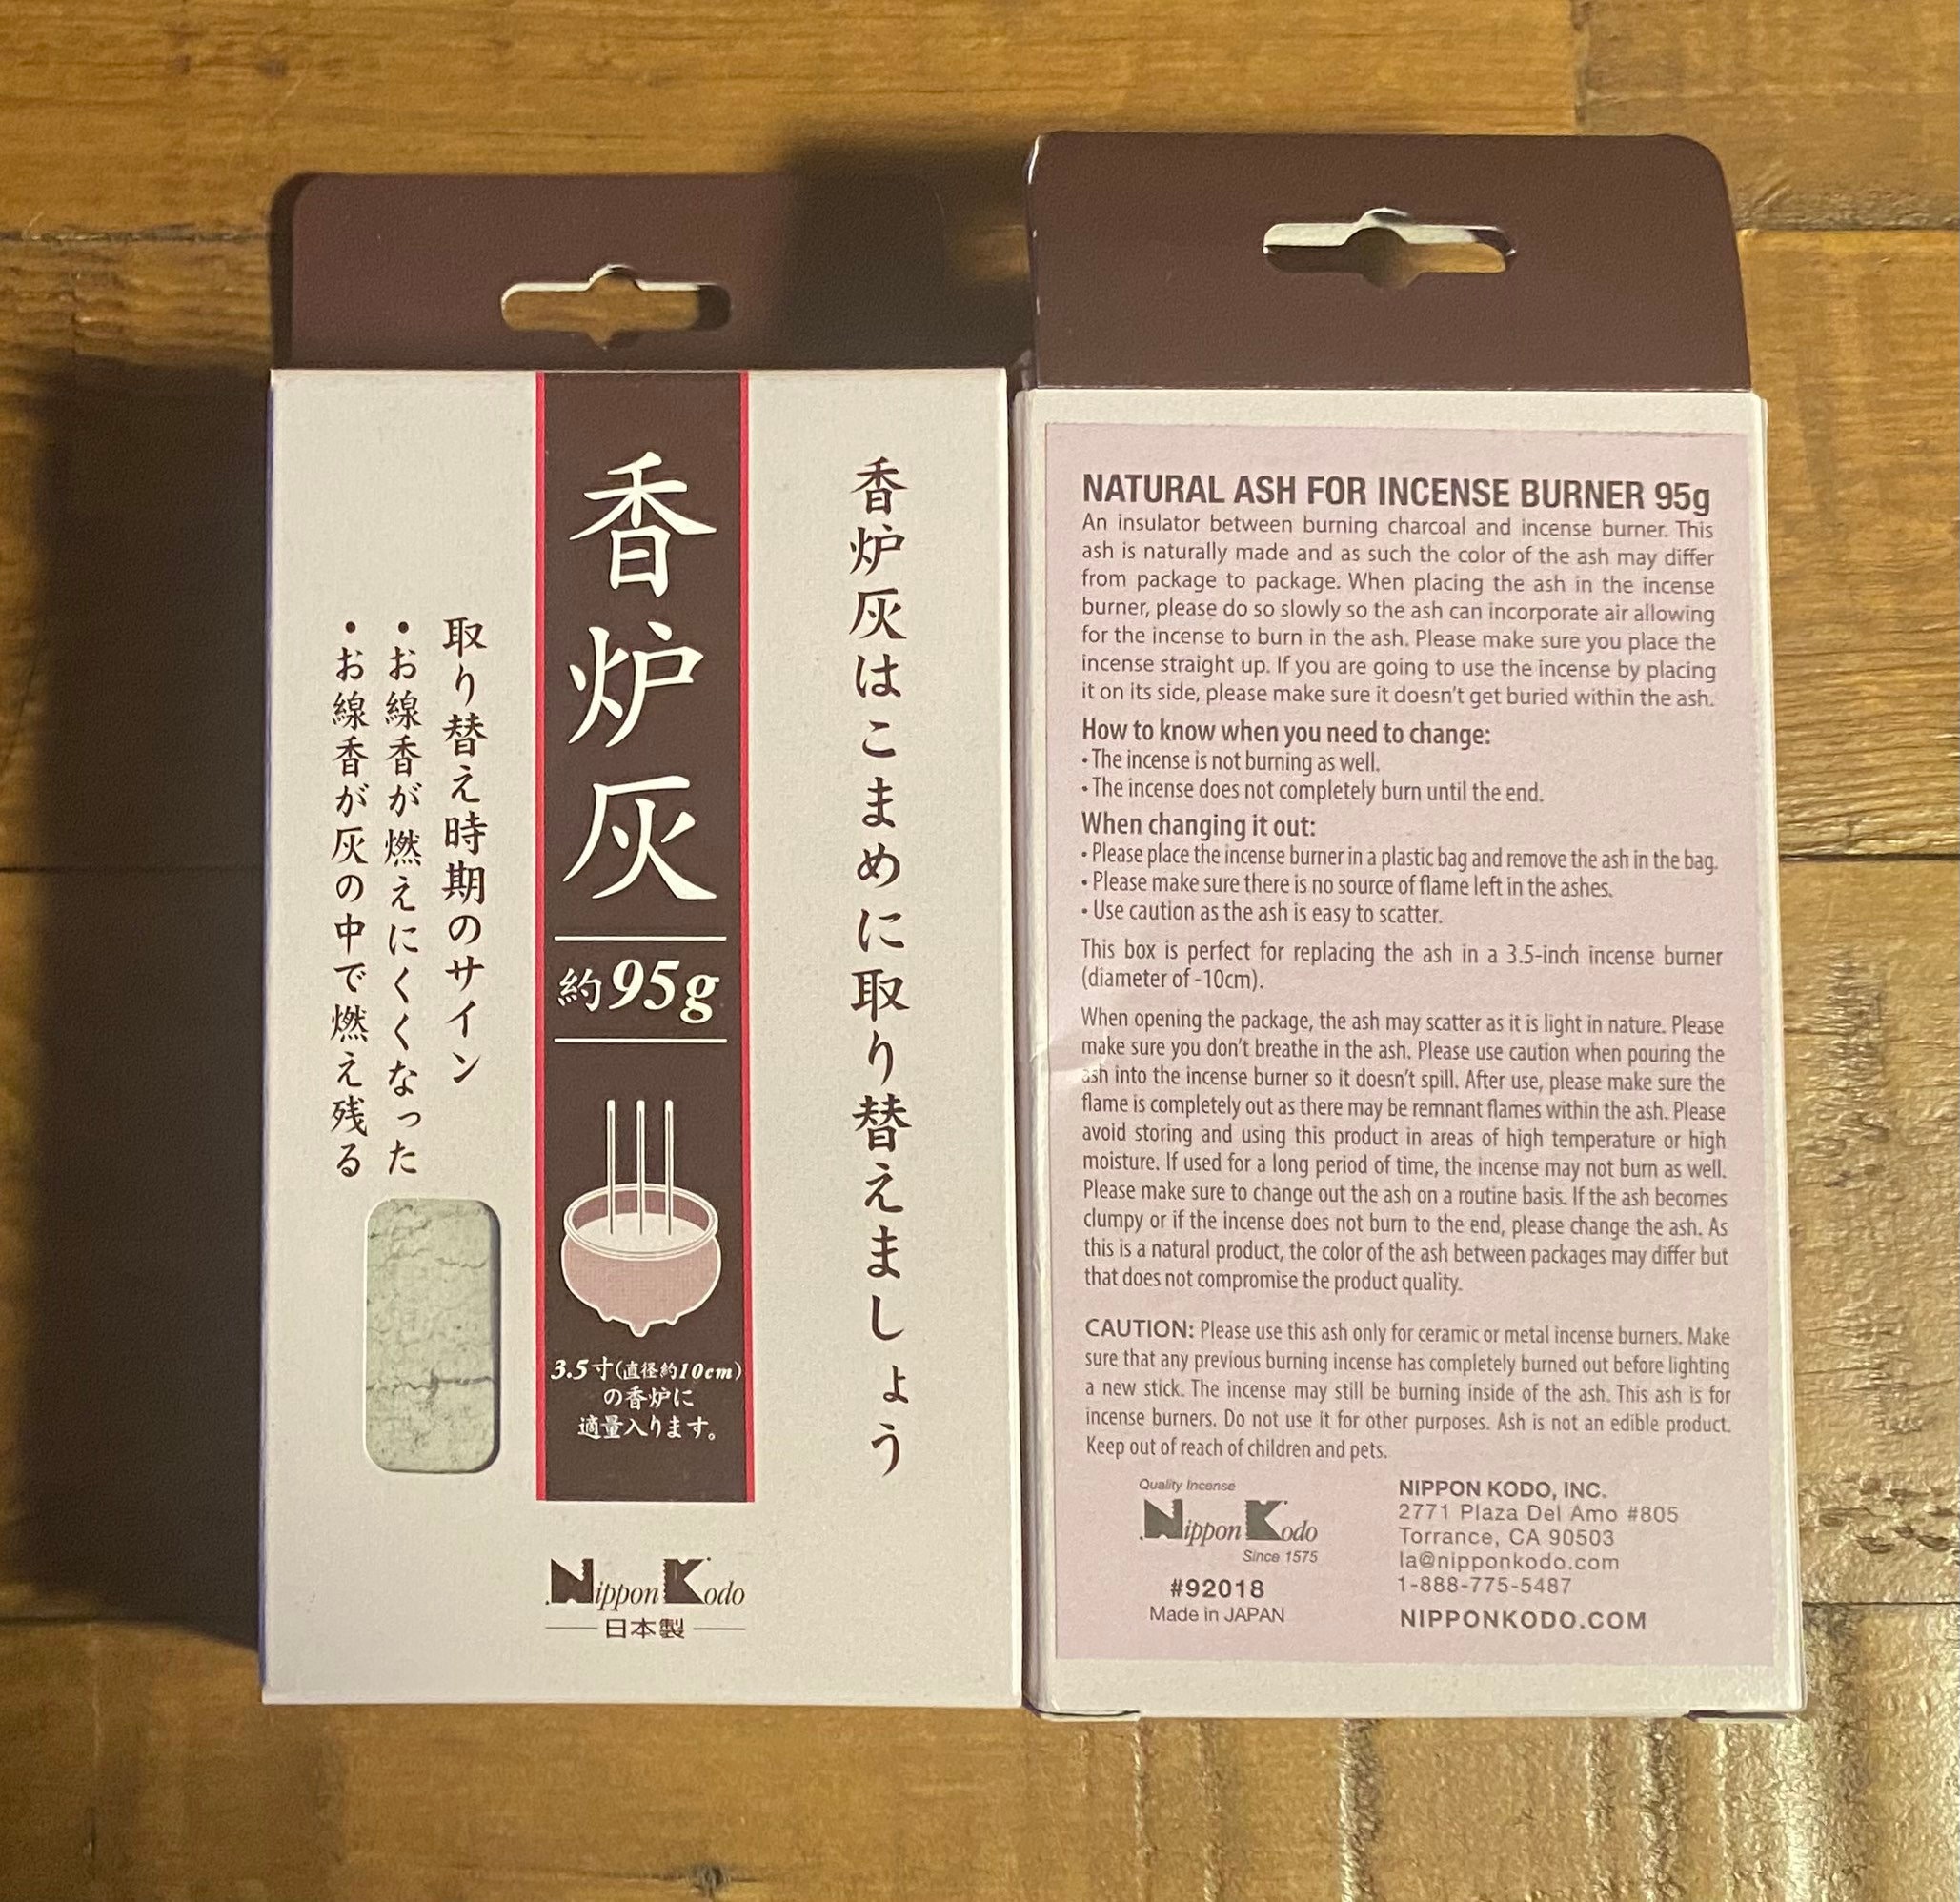 香炉灰はこまめに取り替えましょう
香炉灰
約95g
3.5寸(直径約10cm)
の香炉に
適量入ります。
取り替え時期のサイン
・お線香が燃えにくくなった
・お線香が灰の中で燃え残る
Nippon Kodo
日本製
NATURAL ASH FOR INCENSE BURNER 95g
An insulator between burning charcoal and incense burner. This
ash is naturally made and as such the color of the ash may differ
from package to package. When placing the ash in the incense
burner, please do so slowly so the ash can incorporate air allowing
for the incense to burn in the ash. Please make sure you place the
incense straight up. If you are going to use the incense by placing
it on its side, please make sure it doesn't get buried within the ash.
How to know when you need to change:
• The incense is not burning as well.
• The incense does not completely burn until the end.
When changing it out:
• Please place the incense burner in a plastic bag and remove the ash in the bag.
• Please make sure there is no source of flame left in the ashes.
• Use caution as the ash is easy to scatter.
This box is perfect for replacing the ash in a 3.5-inch incense burner
(diameter of -10cm).
When opening the package, the ash may scatter as it is light in nature. Please
make sure you don't breathe in the ash. Please use caution when pouring the
ash into the incense burner so it doesn't spill. After use, please make sure the
flame is completely out as there may be remnant flames within the ash. Please
avoid storing and using this product in areas of high temperature or high
moisture. If used for a long period of time, the incense may not burn as well.
Please make sure to change out the ash on a routine basis. If the ash becomes
clumpy or if the incense does not burn to the end, please change the ash. As
this is a natural product, the color of the ash between packages may differ but
that does not compromise the product quality.
CAUTION: Please use this ash only for ceramic or metal incense burners. Make
sure that any previous burning incense has completely burned out before lighting
a new stick. The incense may still be burning inside of the ash. This ash is for
incense burners. Do not use it for other purposes. Ash is not an edible product.
Keep out of reach of children and pets.
Quality Incense
Nippon Kodo
Since 1575
#92018
Made in JAPAN
NIPPON KODO, INC.
2771 Plaza Del Amo #805
Torrance, CA 90503
la@nipponkodo.com
1-888-775-5487
NIPPONKODO.COM